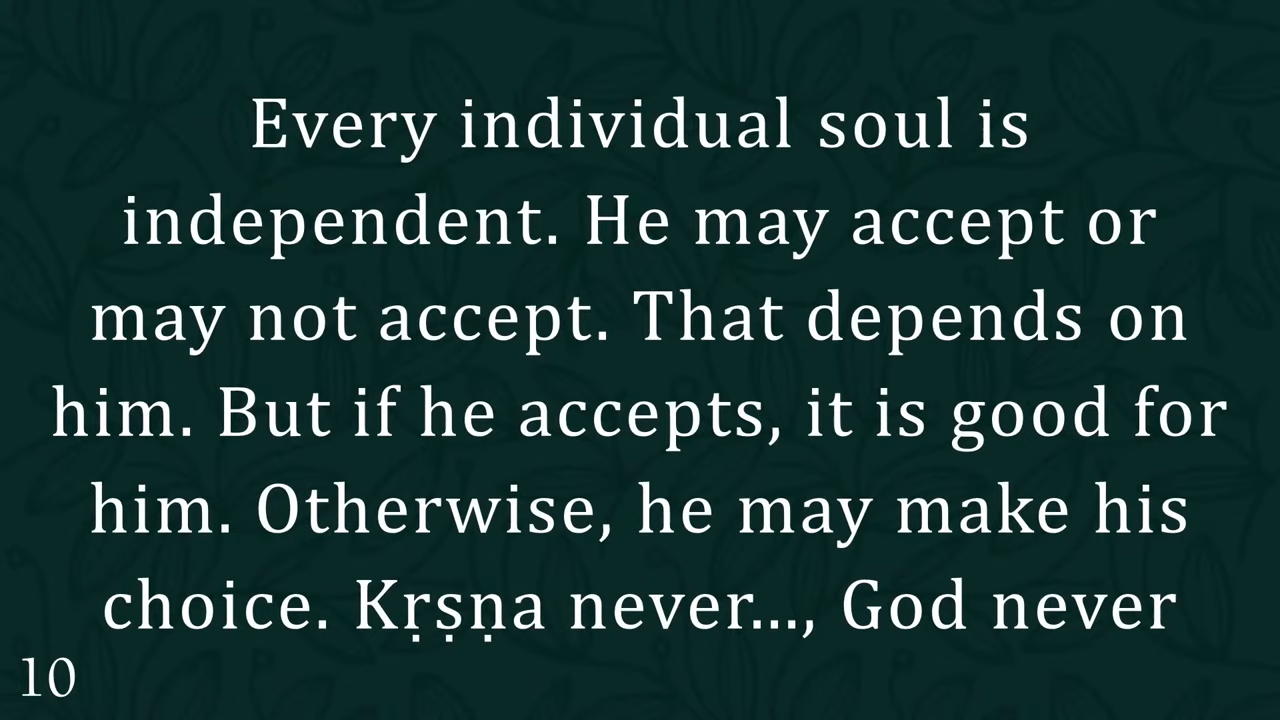 Every individual soul is
independent. He may accept or
may not accept. That depends on
him. But if he accepts, it is good for
him. Otherwise, he may make his
choice. Kṛṣṇa never..., God never
10